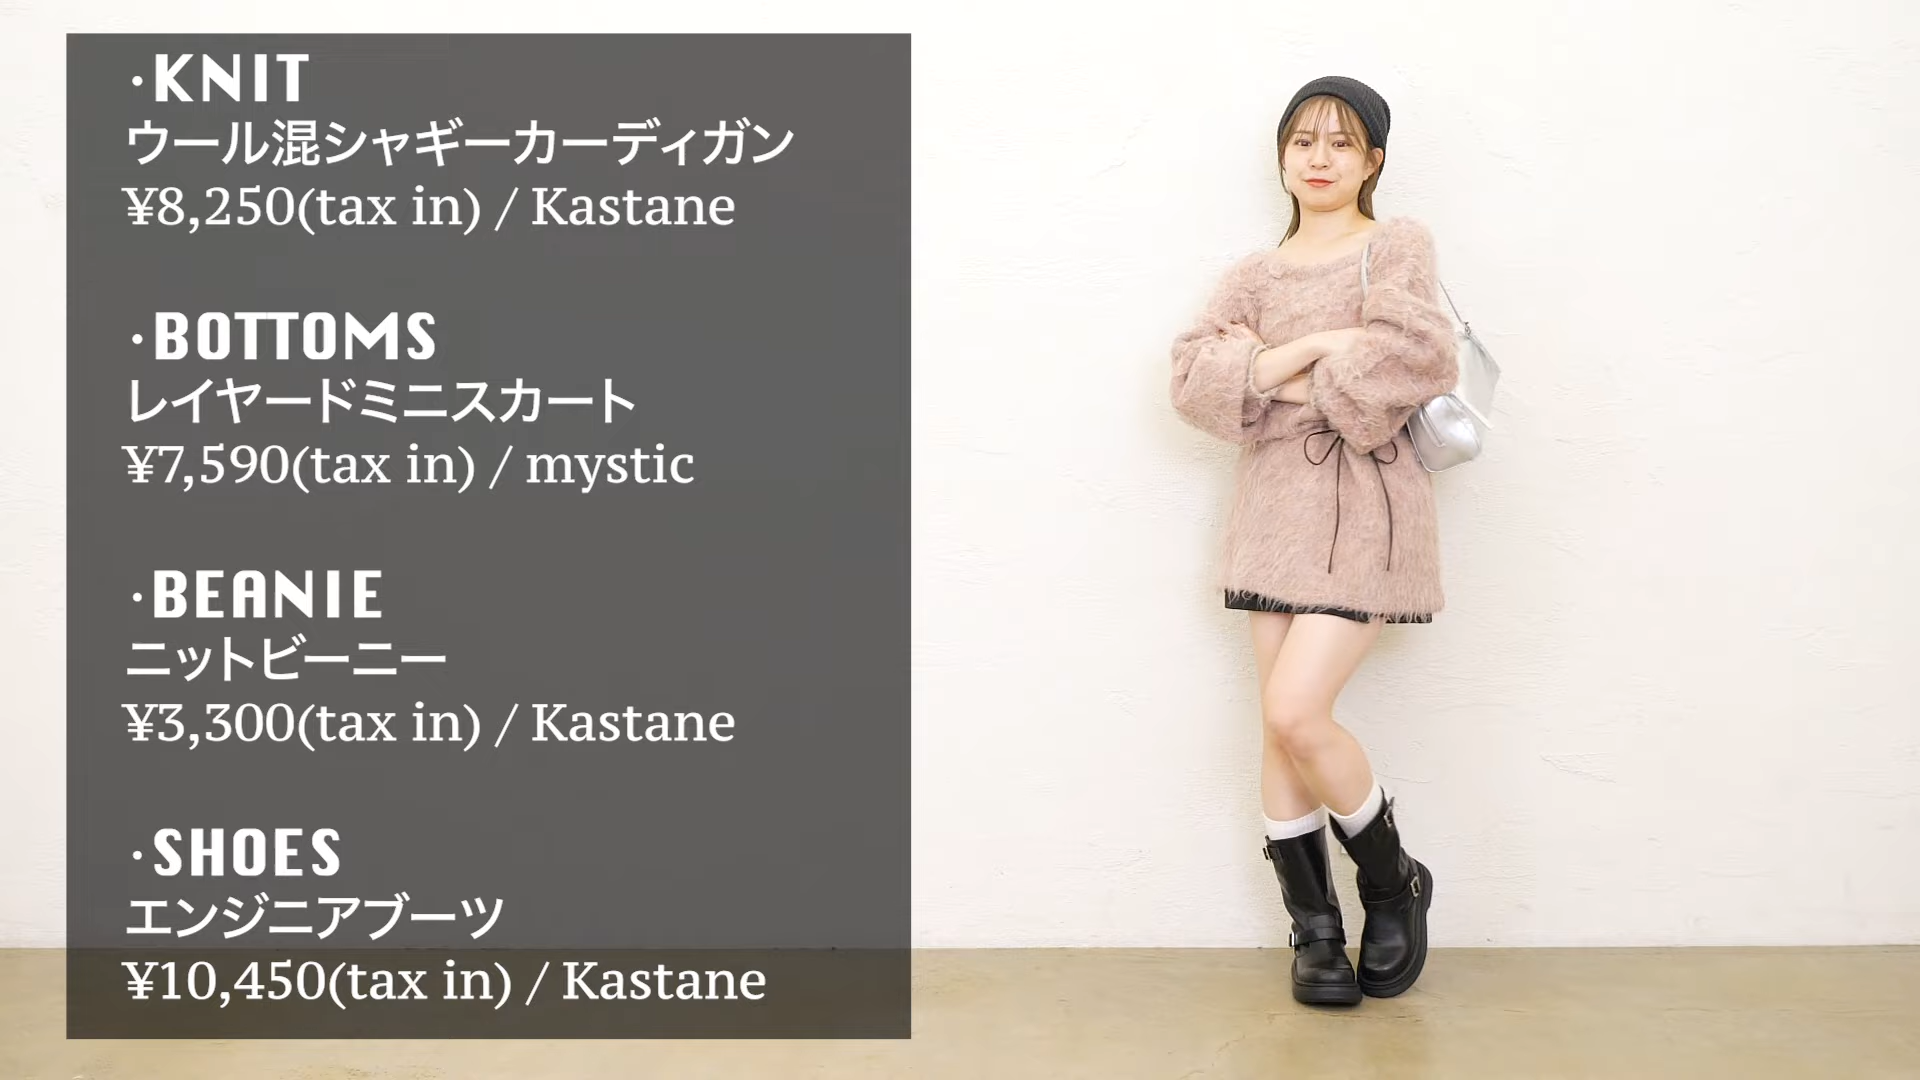 ·KNIT
ウール混シャギーカーディガン
¥8,250(tax in) / Kastane
·BOTTOMS
レイヤードミニスカート
¥7,590(tax in) / mystic
·BEANIE
ニットビーニー
¥3,300(tax in) / Kastane
·SHOES
エンジニアブーツ
¥10,450(tax in) / Kastane